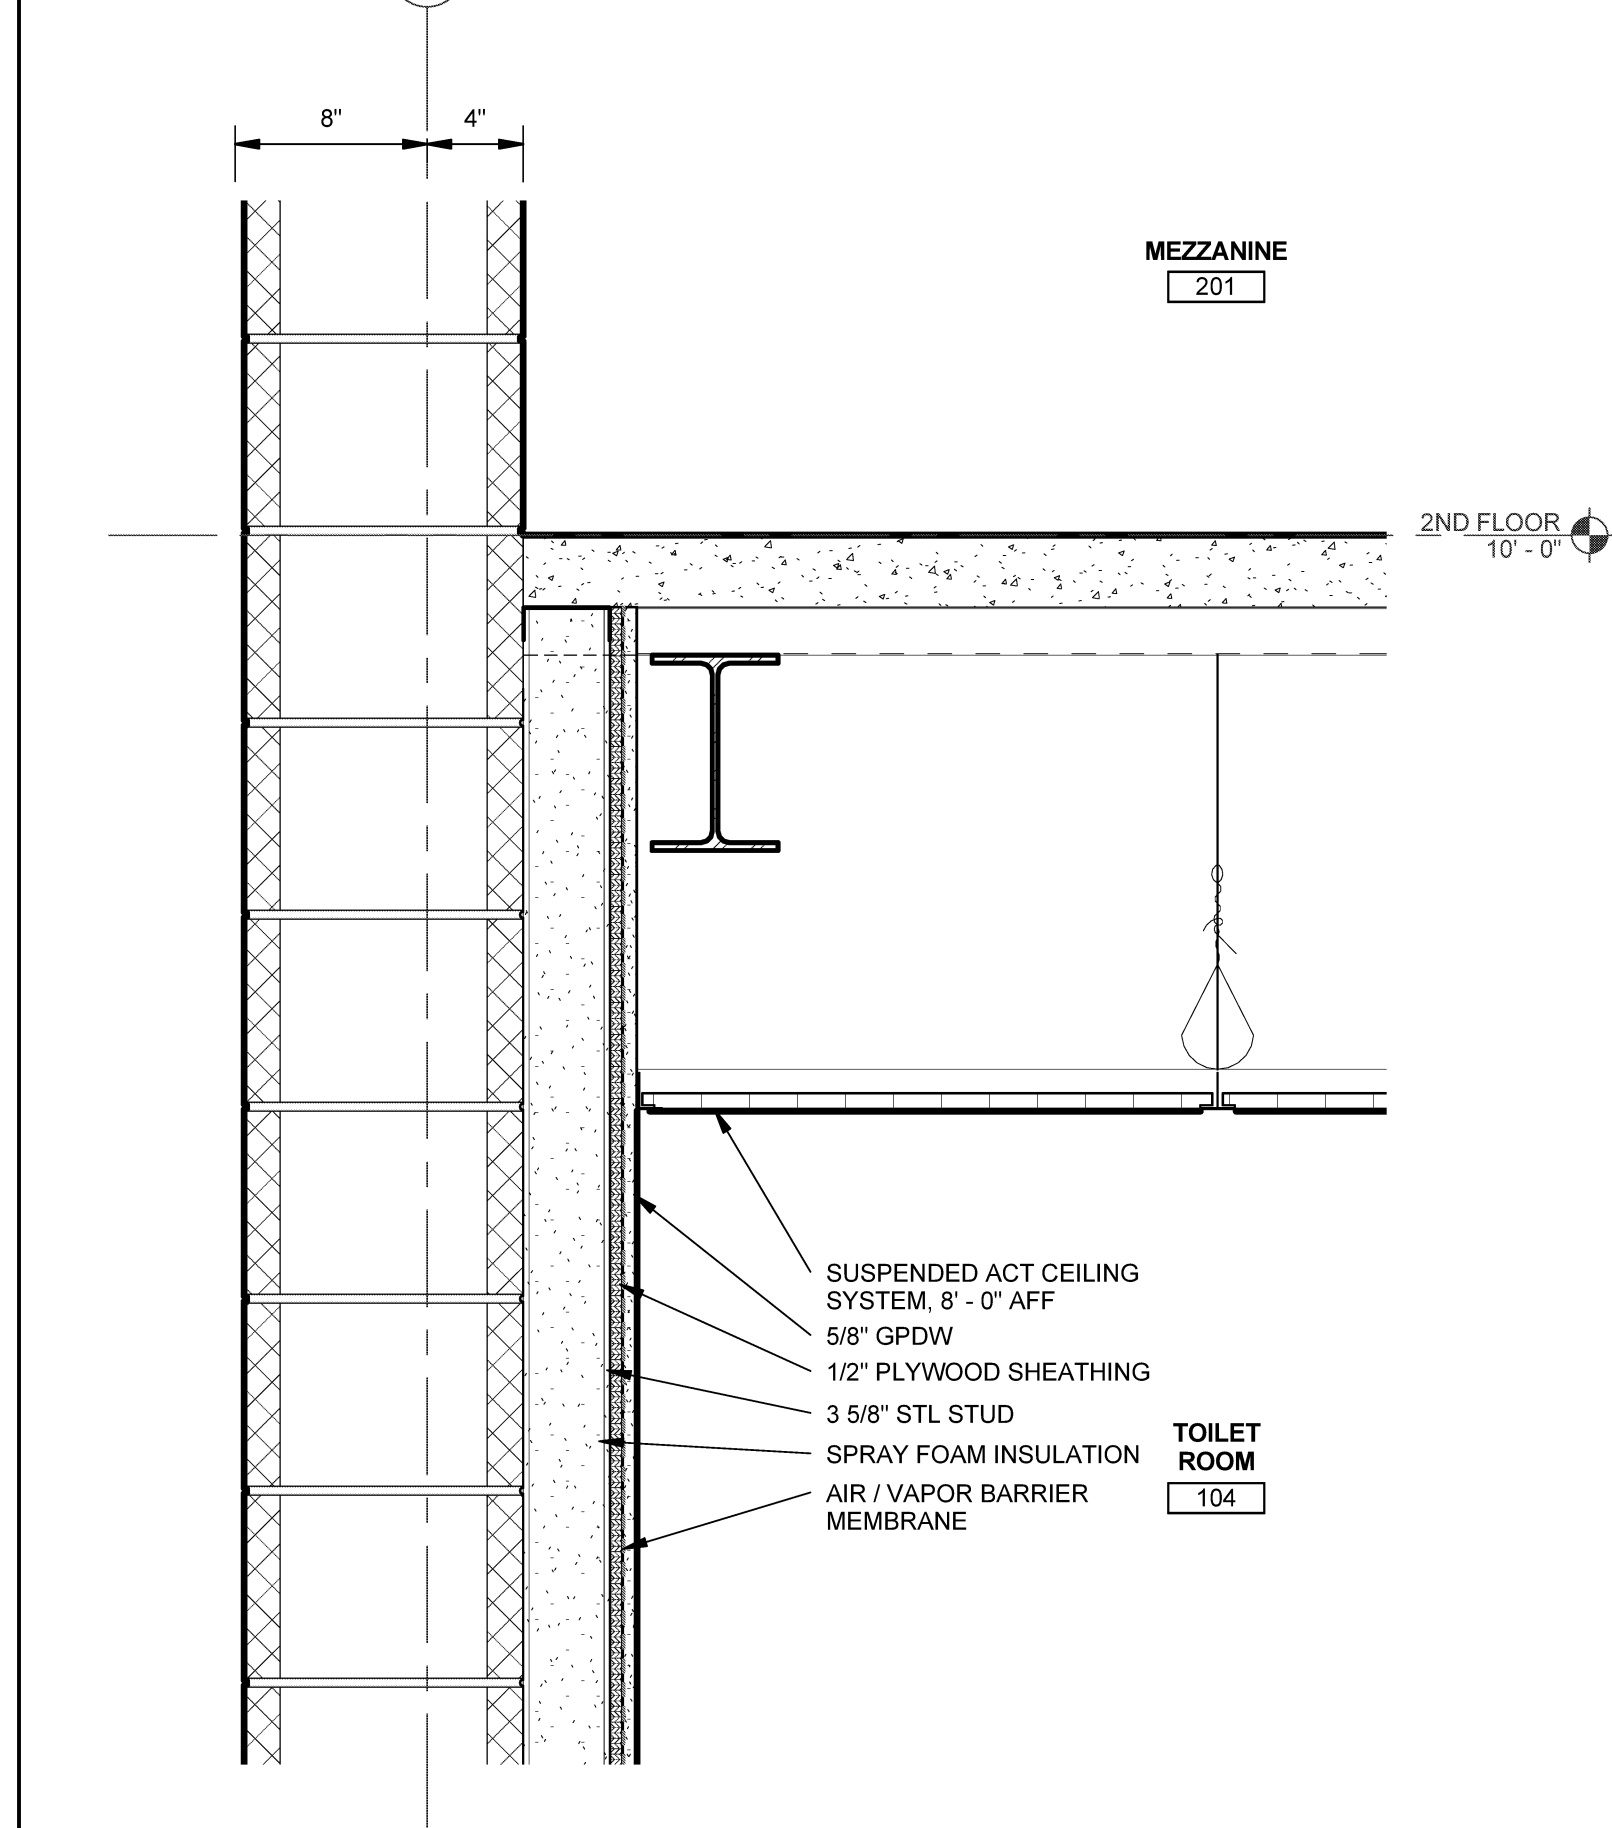 8" 4"
MEZZANINE
201
2ND FLOOR
10' - 0"
SUSPENDED ACT CEILING
SYSTEM, 8' - 0" AFF
5/8" GPDW
1/2" PLYWOOD SHEATHING
3 5/8" STL STUD
SPRAY FOAM INSULATION
AIR / VAPOR BARRIER
MEMBRANE
TOILET
ROOM
104